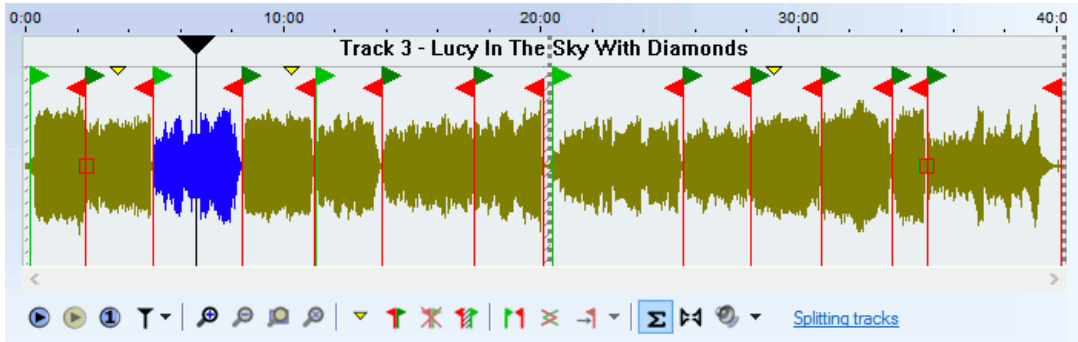 0:00 10:00 20:00 30:00 40:0
Track 3 - Lucy In The Sky With Diamonds
1 Σ Splitting tracks